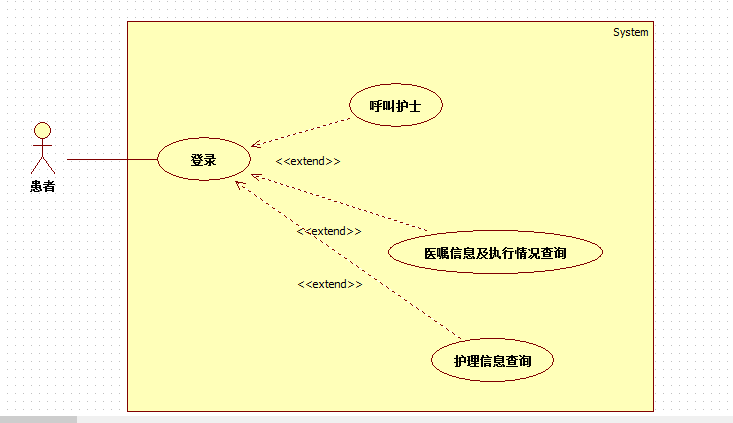 System
呼叫护士
登录
<<extend>>
患者
<<extend>>
医嘱信息及执行情况查询
<<extend>>
护理信息查询